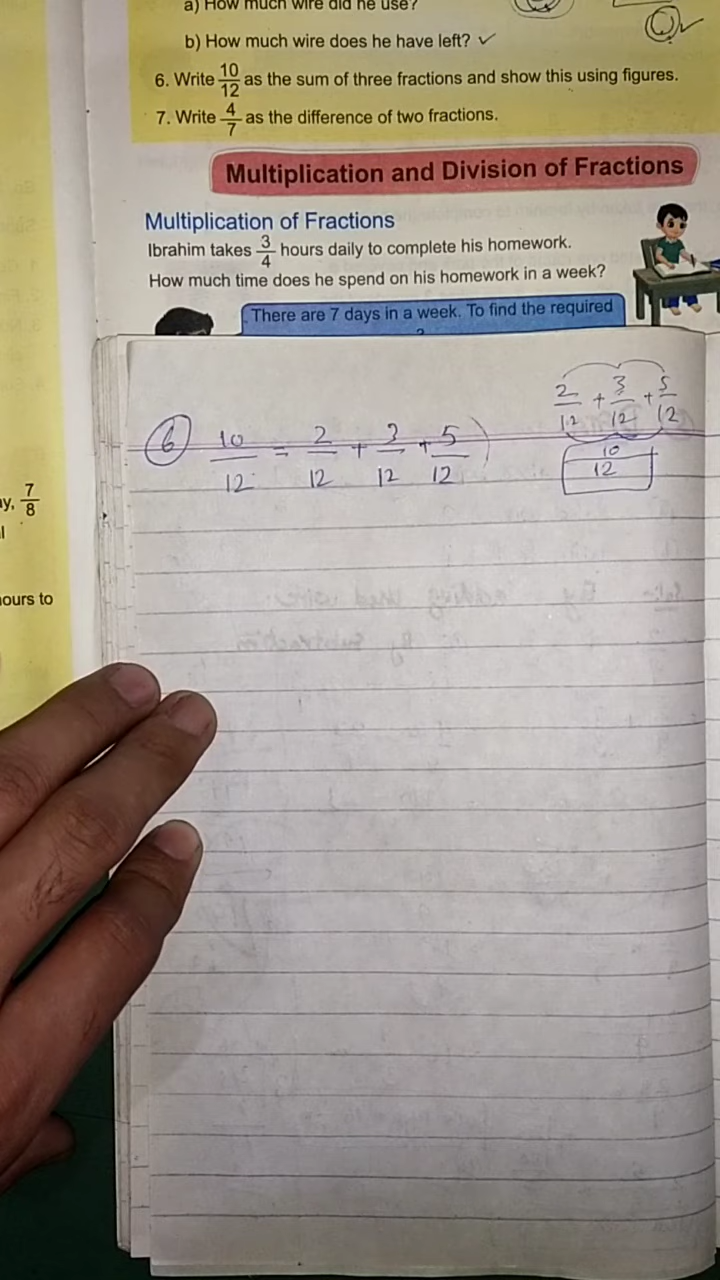 a) How much wire did he use?
b) How much wire does he have left? ✓
6. Write 10/12 as the sum of three fractions and show this using figures.
7. Write 4/7 as the difference of two fractions.
Multiplication and Division of Fractions
Multiplication of Fractions
Ibrahim takes 3/4 hours daily to complete his homework.
How much time does he spend on his homework in a week?
There are 7 days in a week. To find the required
2/12 + 3/12 + 5/12
10/12
6 10/12 = 2/12 + 3/12 + 5/12
7/8
ours to